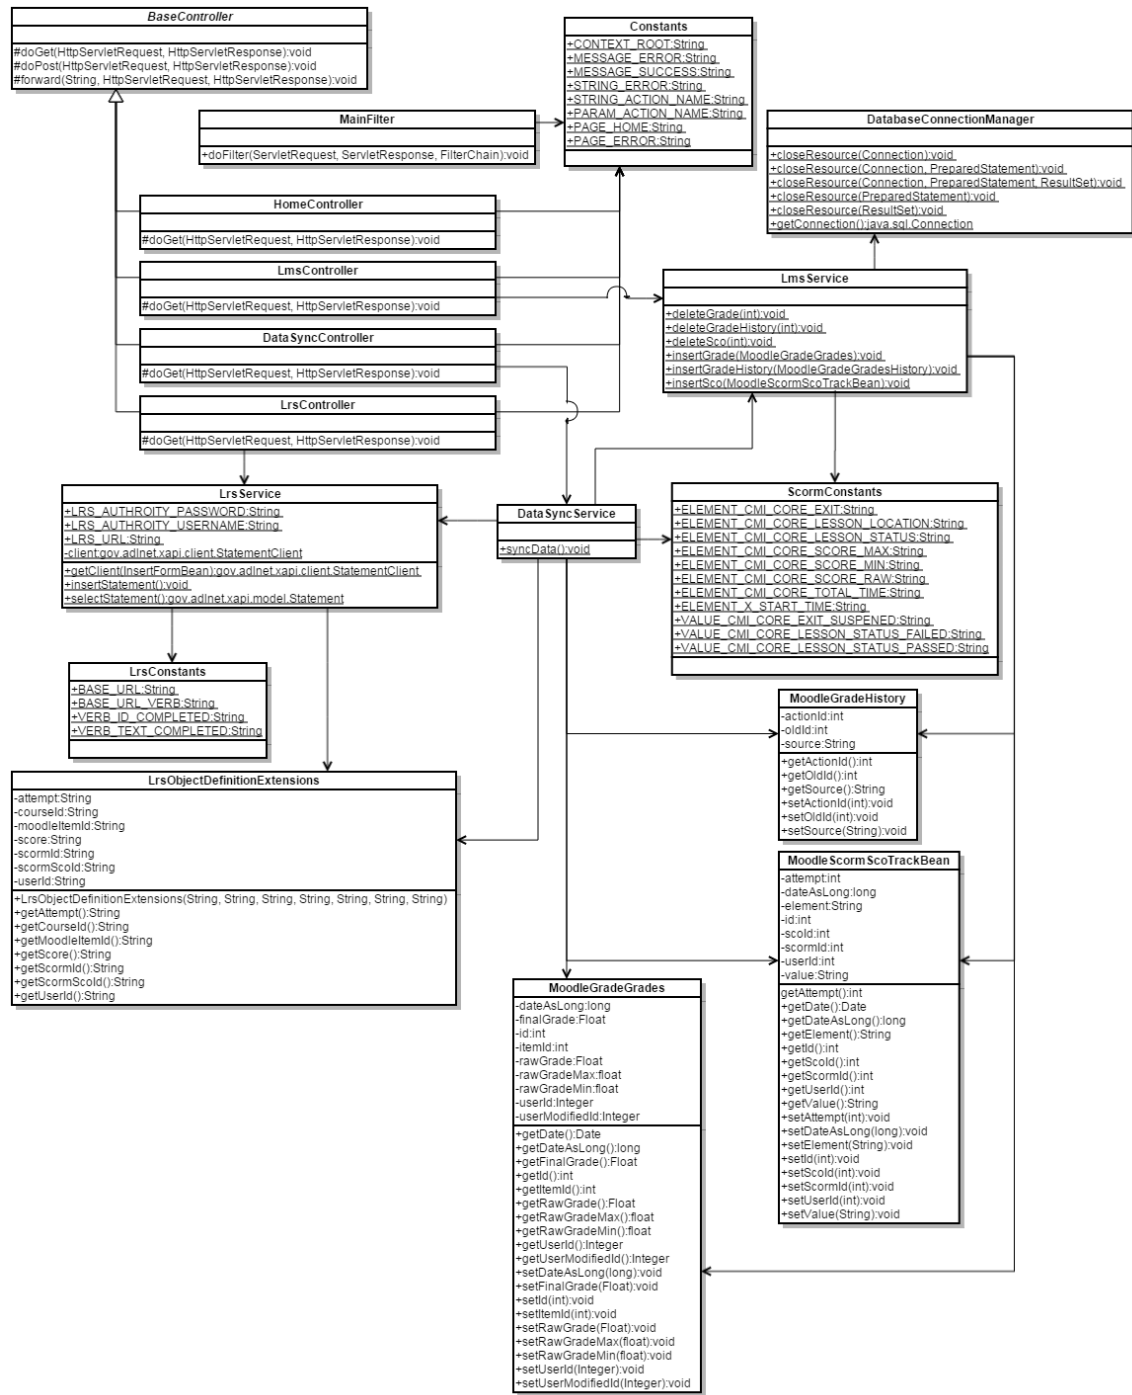 BaseController
#doGet(HttpServletRequest, HttpServletResponse):void
#doPost(HttpServletRequest, HttpServletResponse):void
#forward(String, HttpServletRequest, HttpServletResponse):void
Constants
+CONTEXT_ROOT:String
+MESSAGE_ERROR:String
+MESSAGE_SUCCESS:String
+STRING_ERROR:String
+STRING_ACTION_NAME:String
+PARAM_ACTION_NAME:String
+PAGE_HOME:String
+PAGE_ERROR:String
MainFilter
+doFilter(ServletRequest, ServletResponse, FilterChain):void
DatabaseConnectionManager
+closeResource(Connection):void
+closeResource(Connection, PreparedStatement):void
+closeResource(Connection, PreparedStatement, ResultSet):void
+closeResource(PreparedStatement):void
+closeResource(ResultSet):void
+getConnection():java.sql.Connection
HomeController
#doGet(HttpServletRequest, HttpServletResponse):void
LmsController
#doGet(HttpServletRequest, HttpServletResponse):void
DataSyncController
#doGet(HttpServletRequest, HttpServletResponse):void
LrsController
#doGet(HttpServletRequest, HttpServletResponse):void
LmsService
+deleteGrade(int):void
+deleteGradeHistory(int):void
+deleteSco(int):void
+insertGrade(MoodleGradeGrades):void
+insertGradeHistory(MoodleGradeGradesHistory):void
+insertSco(MoodleScormScoTrackBean):void
LrsService
+LRS_AUTHROITY_PASSWORD:String
+LRS_AUTHROITY_USERNAME:String
+LRS_URL:String
-client:gov.adlnet.xapi.client.StatementClient
+getClient(InsertFormBean):gov.adlnet.xapi.client.StatementClient
+insertStatement():void
+selectStatement():gov.adlnet.xapi.model.Statement
DataSyncService
+syncData():void
ScormConstants
+ELEMENT_CMI_CORE_EXIT:String
+ELEMENT_CMI_CORE_LESSON_LOCATION:String
+ELEMENT_CMI_CORE_LESSON_STATUS:String
+ELEMENT_CMI_CORE_SCORE_MAX:String
+ELEMENT_CMI_CORE_SCORE_MIN:String
+ELEMENT_CMI_CORE_SCORE_RAW:String
+ELEMENT_CMI_CORE_TOTAL_TIME:String
+ELEMENT_X_START_TIME:String
+VALUE_CMI_CORE_EXIT_SUSPENED:String
+VALUE_CMI_CORE_LESSON_STATUS_FAILED:String
+VALUE_CMI_CORE_LESSON_STATUS_PASSED:String
LrsConstants
+BASE_URL:String
+BASE_URL_VERB:String
+VERB_ID_COMPLETED:String
+VERB_TEXT_COMPLETED:String
MoodleGradeHistory
-actionId:int
-oldId:int
-source:String
+getActionId():int
+getOldId():int
+getSource():String
+setActionId(int):void
+setOldId(int):void
+setSource(String):void
LrsObjectDefinitionExtensions
-attempt:String
-courseId:String
-moodleItemId:String
-score:String
-scormId:String
-scormScoId:String
-userId:String
+LrsObjectDefinitionExtensions(String, String, String, String, String, String, String)
+getAttempt():String
+getCourseId():String
+getMoodleItemId():String
+getScore():String
+getScormId():String
+getScormScoId():String
+getUserId():String
MoodleScormScoTrackBean
-attempt:int
-dateAsLong:long
-element:String
-id:int
-scoId:int
-scormId:int
-userId:int
-value:String
getAttempt():int
+getDate():Date
+getDateAsLong():long
+getElement():String
+getId():int
+getScoId():int
+getScormId():int
+getUserId():int
+getValue():String
+setAttempt(int):void
+setDateAsLong(long):void
+setElement(String):void
+setId(int):void
+setScoId(int):void
+setScormId(int):void
+setUserId(int):void
+setValue(String):void
MoodleGradeGrades
-dateAsLong:long
-finalGrade:Float
-id:int
-itemId:int
-rawGrade:Float
-rawGradeMax:float
-rawGradeMin:float
-userId:Integer
-userModifiedId:Integer
+getDate():Date
+getDateAsLong():long
+getFinalGrade():Float
+getId():int
+getItemId():int
+getRawGrade():Float
+getRawGradeMax():float
+getRawGradeMin():float
+getUserId():Integer
+getUserModifiedId():Integer
+setDateAsLong(long):void
+setFinalGrade(Float):void
+setId(int):void
+setItemId(int):void
+setRawGrade(Float):void
+setRawGradeMax(float):void
+setRawGradeMin(float):void
+setUserId(Integer):void
+setUserModifiedId(Integer):void